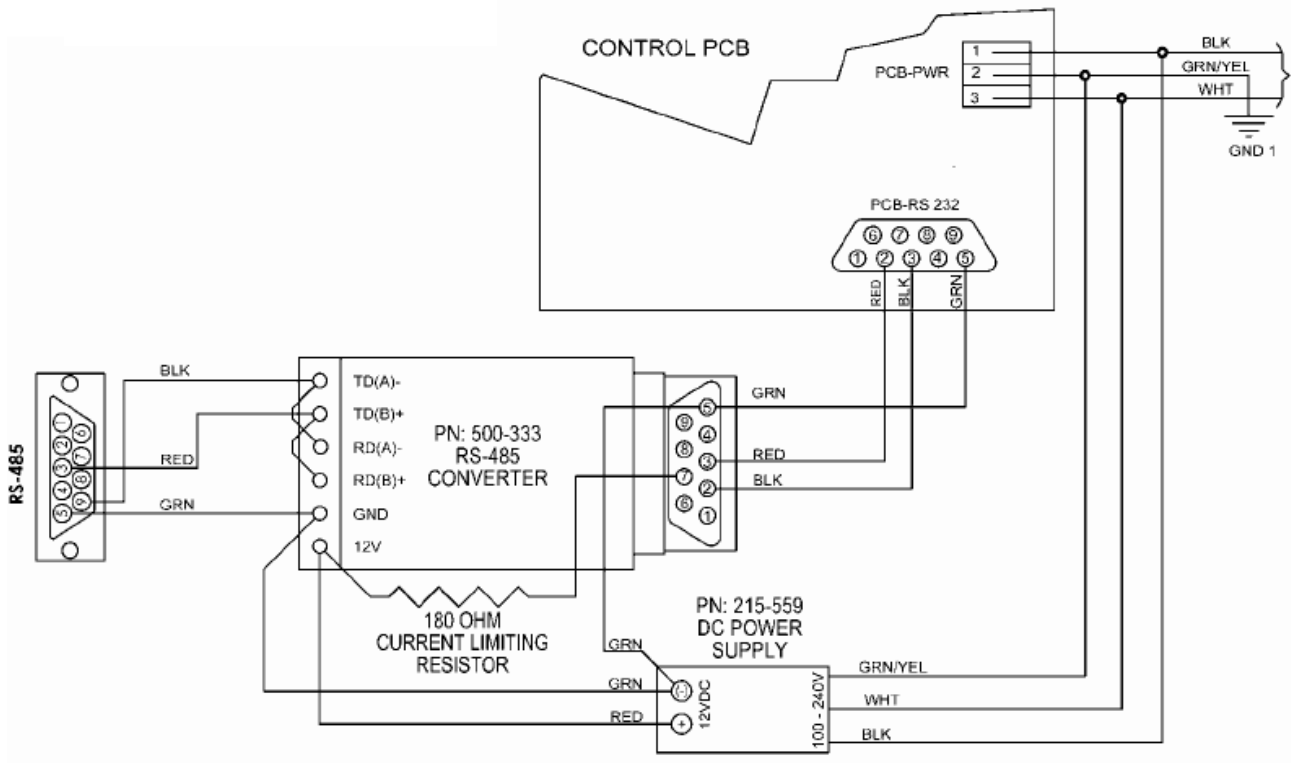 CONTROL PCB
PCB-PWR
1
2
3
BLK
GRN/YEL
WHT
GND 1
PCB-RS 232
6 7 8 9
1 2 3 4 5
RED
BLK
GRN
RS-485
1
2
3
4
5
6
7
8
9
BLK
RED
GRN
TD(A)-
TD(B)+
RD(A)-
RD(B)+
GND
12V
PN: 500-333
RS-485
CONVERTER
5
4
3
2
1
9
8
7
6
GRN
RED
BLK
180 OHM
CURRENT LIMITING
RESISTOR
PN: 215-559
DC POWER
SUPPLY
GRN
GRN
RED
(-)
+
12VDC
100 - 240V
GRN/YEL
WHT
BLK